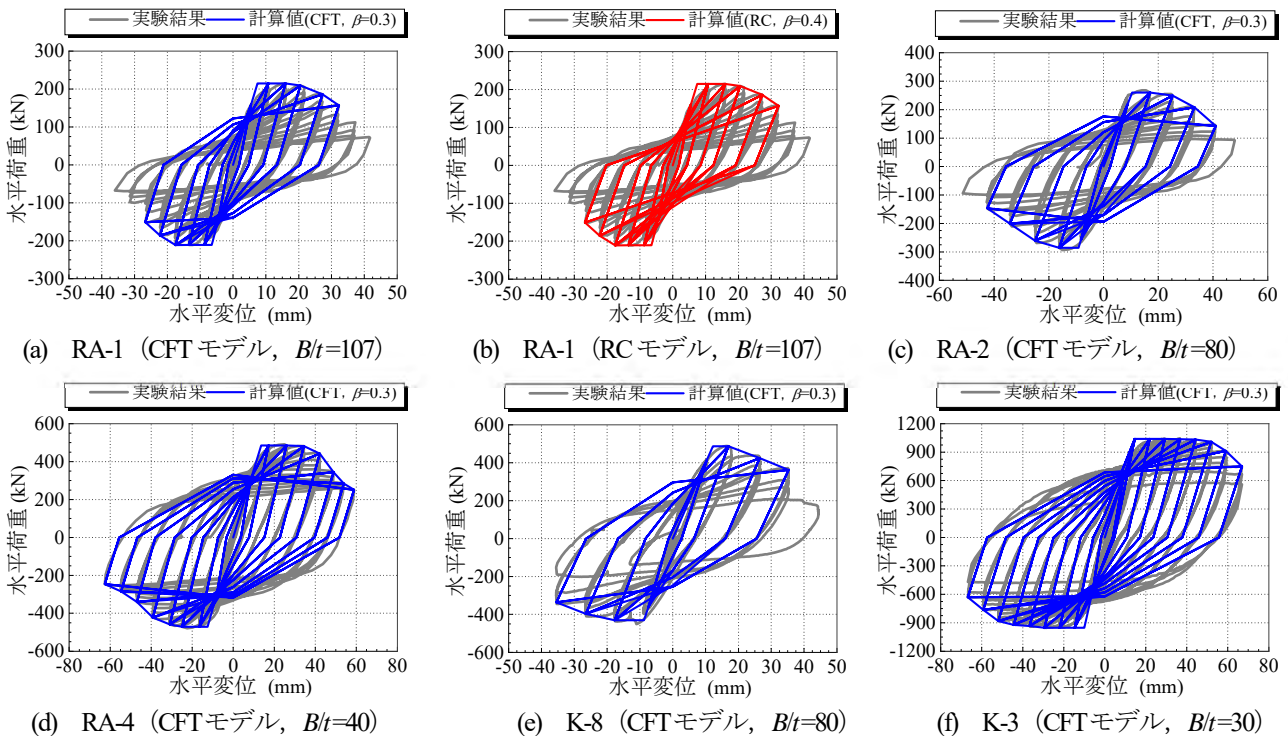 実験結果 計算値(CFT, β=0.3)
実験結果 計算値(RC, β=0.4)
実験結果 計算値(CFT, β=0.3)
300
200
100
0
-100
-200
-300
水平荷重 (kN)
-50 -40 -30 -20 -10 0 10 20 30 40 50
水平変位 (mm)
(a) RA-1 (CFTモデル, B/t=107)
300
200
100
0
-100
-200
-300
水平荷重 (kN)
-50 -40 -30 -20 -10 0 10 20 30 40 50
水平変位 (mm)
(b) RA-1 (RCモデル, B/t=107)
400
300
200
100
0
-100
-200
-300
-400
水平荷重 (kN)
-60 -40 -20 0 20 40 60
水平変位 (mm)
(c) RA-2 (CFTモデル, B/t=80)
実験結果 計算値(CFT, β=0.3)
実験結果 計算値(CFT, β=0.3)
実験結果 計算値(CFT, β=0.3)
600
400
200
0
-200
-400
-600
水平荷重 (kN)
-80 -60 -40 -20 0 20 40 60 80
水平変位 (mm)
(d) RA-4 (CFTモデル, B/t=40)
600
400
200
0
-200
-400
-600
水平荷重 (kN)
-50 -40 -30 -20 -10 0 10 20 30 40 50
水平変位 (mm)
(e) K-8 (CFTモデル, B/t=80)
1200
900
600
300
0
-300
-600
-900
-1200
水平荷重 (kN)
-80 -60 -40 -20 0 20 40 60 80
水平変位 (mm)
(f) K-3 (CFTモデル, B/t=30)